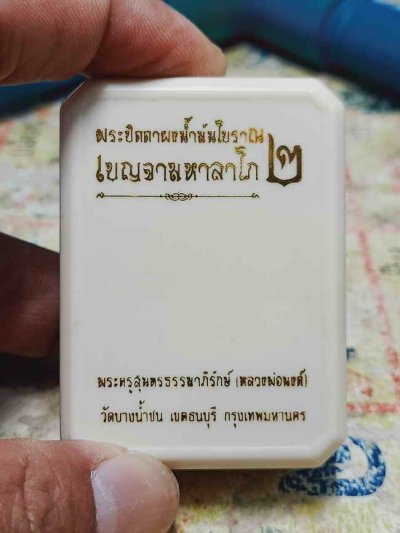 พระปิดตาผงน้ำมันโบราณ
เบญจามหาลาโภ ๒
พระครูสุนทรธรรมาภิรักษ์ (หลวงพ่อพงต์)
วัดบางน้ำชน เขตธนบุรี กรุงเทพมหานคร